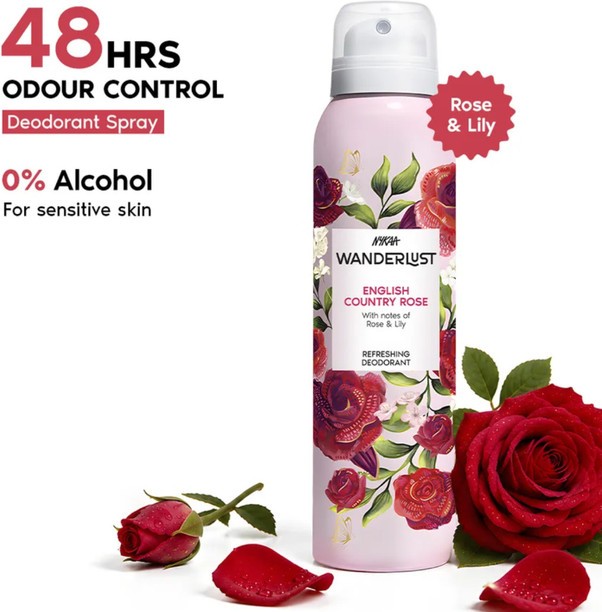 48 HRS
ODOUR CONTROL
Deodorant Spray
0% Alcohol
For sensitive skin
Rose
& Lily
NYKAA
WANDERLUST
ENGLISH
COUNTRY ROSE
With notes of
Rose & Lily
REFRESHING
DEODORANT